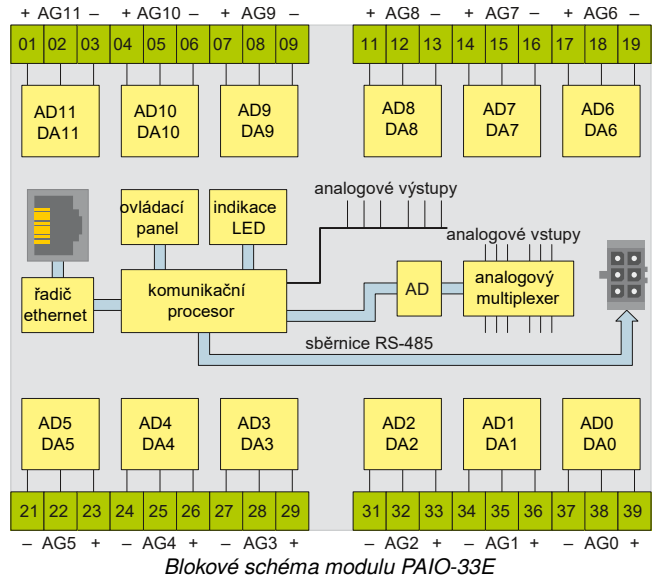 + AG11 – + AG10 – + AG9 – + AG8 – + AG7 – + AG6 –
01 02 03 04 05 06 07 08 09 11 12 13 14 15 16 17 18 19
AD11 AD10 AD9 AD8 AD7 AD6
DA11 DA10 DA9 DA8 DA7 DA6
analogové výstupy
ovládací panel
indikace LED
analogové vstupy
řadič ethernet
komunikační procesor
AD
analogový multiplexer
sběrnice RS-485
AD5 AD4 AD3 AD2 AD1 AD0
DA5 DA4 DA3 DA2 DA1 DA0
21 22 23 24 25 26 27 28 29 31 32 33 34 35 36 37 38 39
– AG5 + – AG4 + – AG3 + – AG2 + – AG1 + – AG0 +
Blokové schéma modulu PAIO-33E